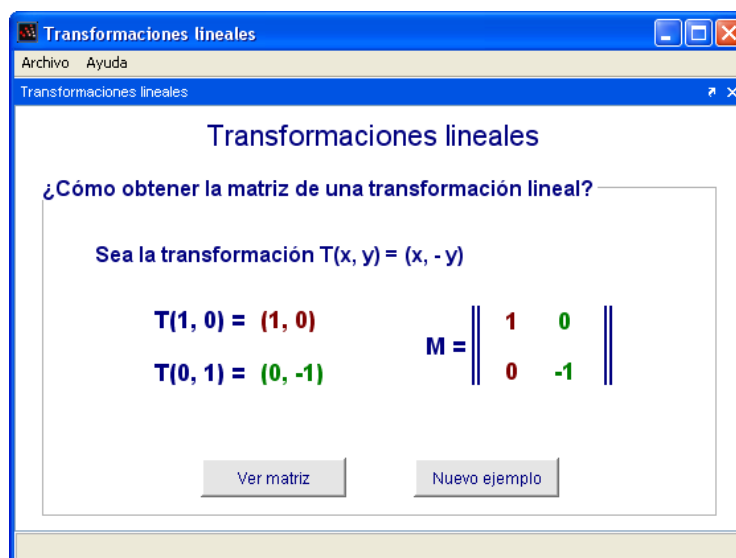 Transformaciones lineales
Archivo Ayuda
Transformaciones lineales
Transformaciones lineales
¿Cómo obtener la matriz de una transformación lineal?
Sea la transformación T(x, y) = (x, - y)
T(1, 0) = (1, 0)
T(0, 1) = (0, -1)
M =
1 0
0 -1
Ver matriz Nuevo ejemplo